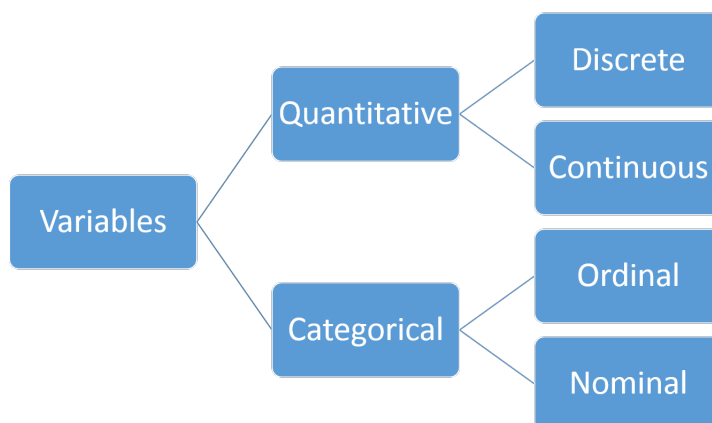 Variables
Quantitative
Discrete
Continuous
Categorical
Ordinal
Nominal